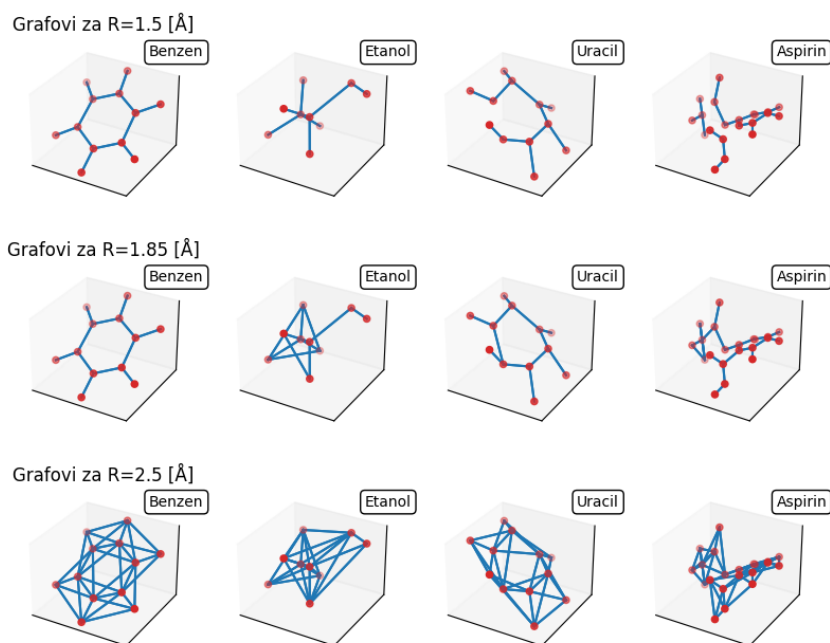 Grafovi za R=1.5 [Å]
Benzen
Etanol
Uracil
Aspirin
Grafovi za R=1.85 [Å]
Benzen
Etanol
Uracil
Aspirin
Grafovi za R=2.5 [Å]
Benzen
Etanol
Uracil
Aspirin